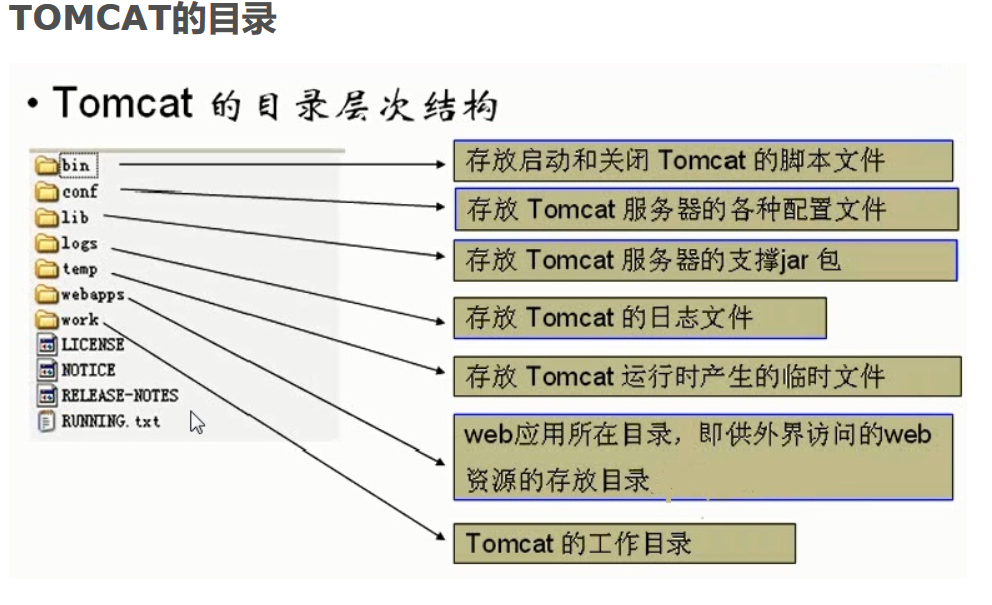 TOMCAT的目录
• Tomcat 的目录层次结构
bin
存放启动和关闭 Tomcat 的脚本文件
conf
存放 Tomcat 服务器的各种配置文件
lib
存放 Tomcat 服务器的支撑jar 包
logs
存放 Tomcat 的日志文件
temp
存放 Tomcat 运行时产生的临时文件
webapps
web应用所在目录，即供外界访问的web
资源的存放目录
work
Tomcat 的工作目录
LICENSE
NOTICE
RELEASE-NOTES
RUNNING.txt